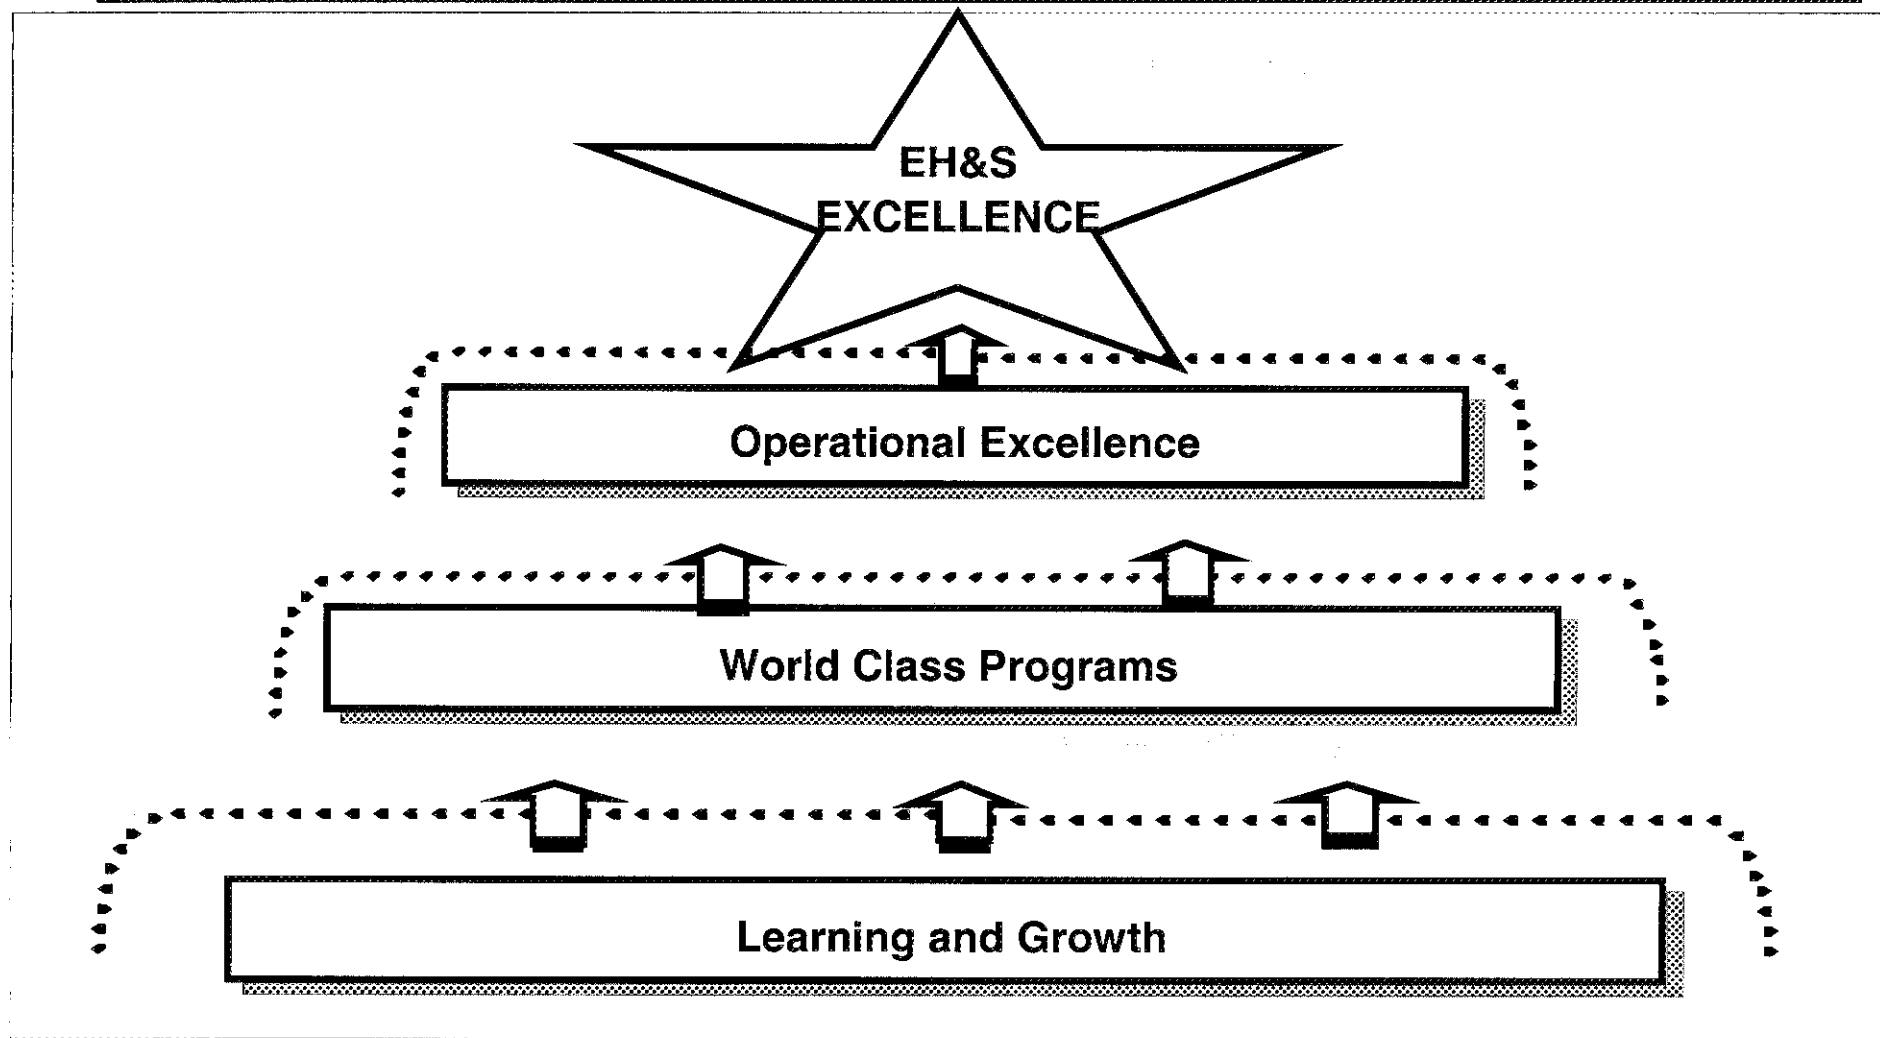 EH&S
EXCELLENCE
Operational Excellence
World Class Programs
Learning and Growth